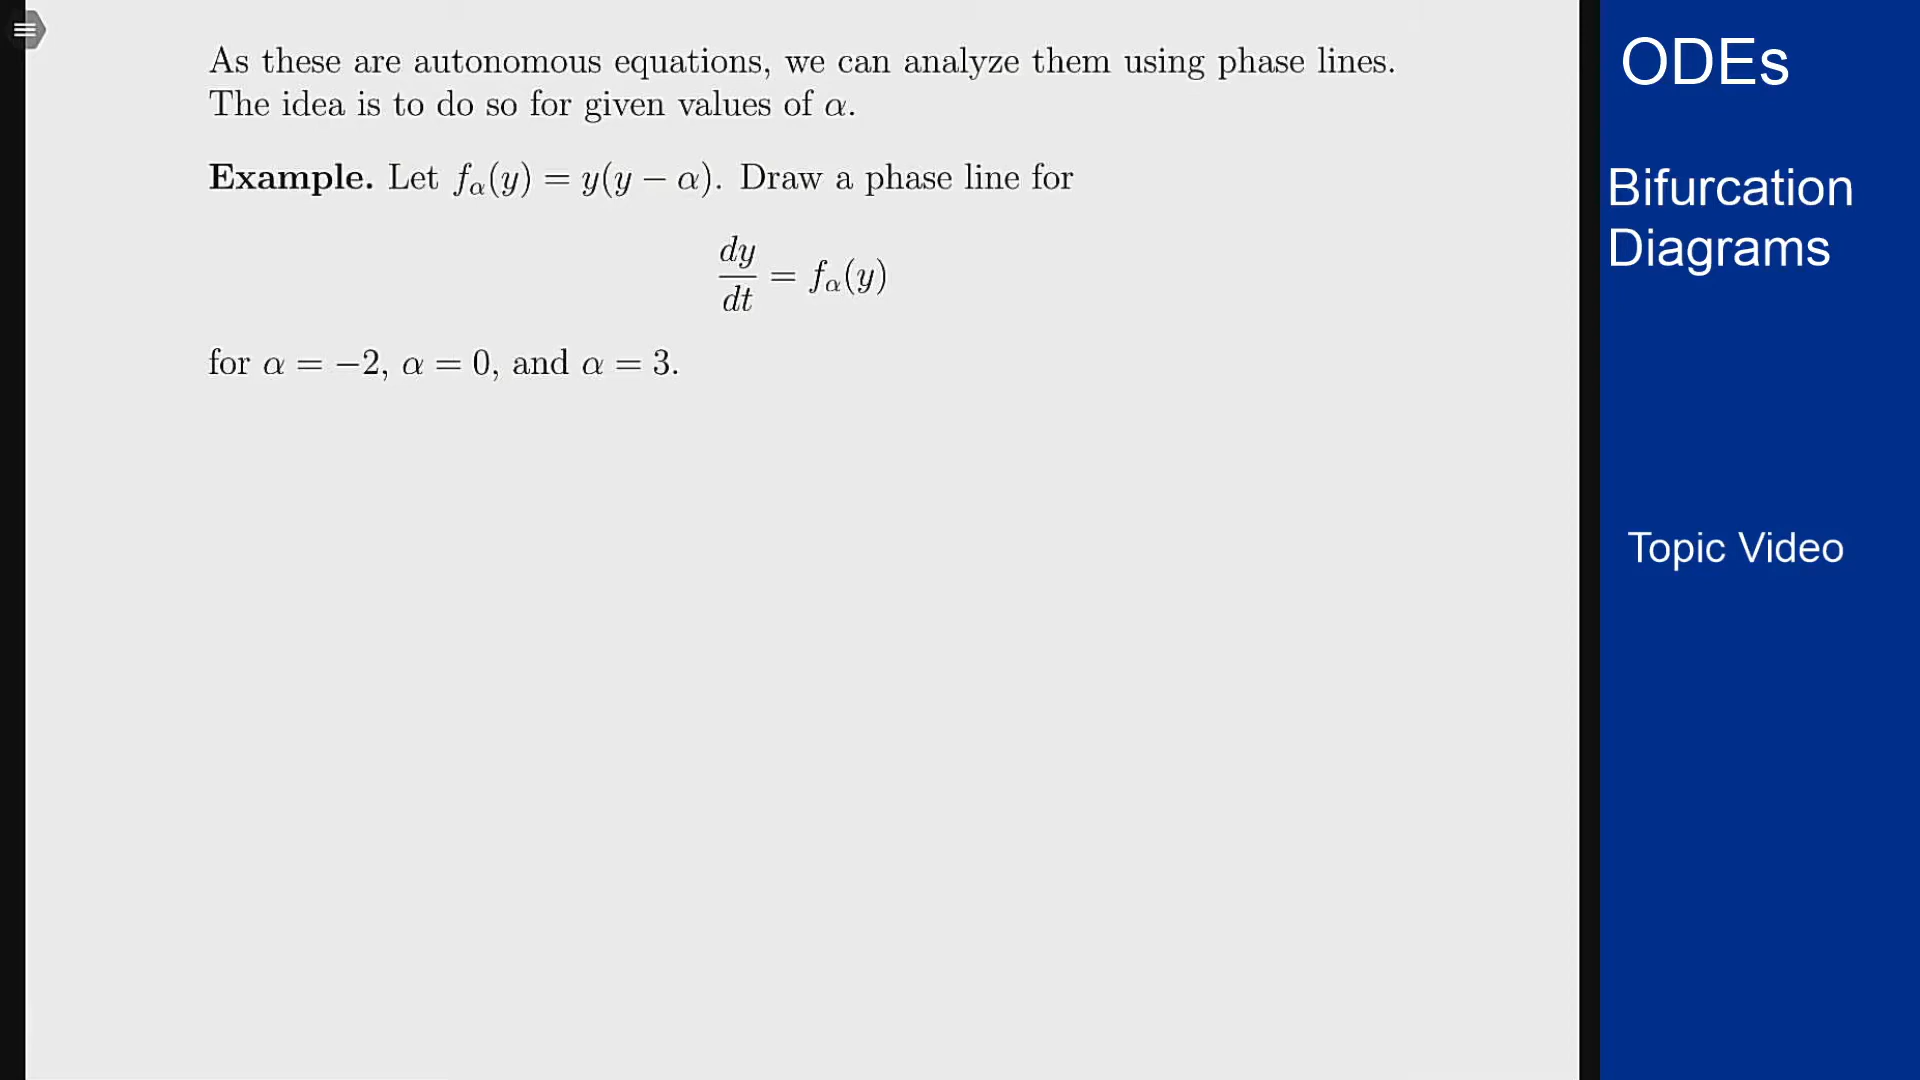 As these are autonomous equations, we can analyze them using phase lines.
The idea is to do so for given values of α.
Example. Let fα(y) = y(y − α). Draw a phase line for
dy/dt = fα(y)
for α = −2, α = 0, and α = 3.
ODEs
Bifurcation
Diagrams
Topic Video